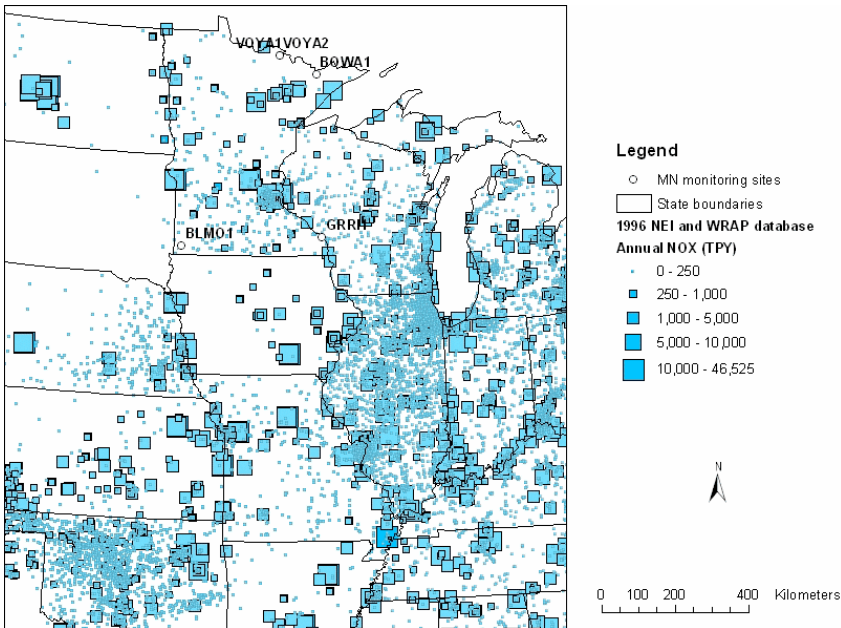 VOYA1VOYA2
BOWA1
BLMO1
GRRI1
Legend
MN monitoring sites
State boundaries
1996 NEI and WRAP database
Annual NOX (TPY)
0 - 250
250 - 1,000
1,000 - 5,000
5,000 - 10,000
10,000 - 46,525
N
0 100 200 400 Kilometers